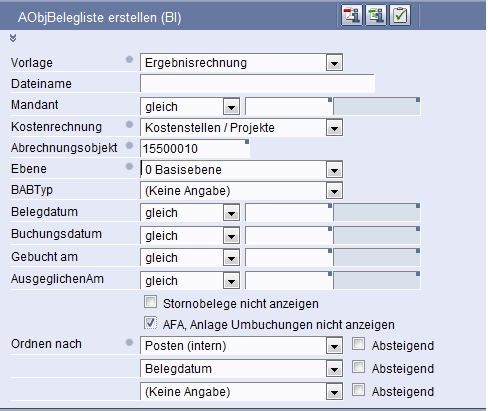 AObjBelegliste erstellen (BI)
Vorlage Ergebnisrechnung
Dateiname
Mandant gleich
Kostenrechnung Kostenstellen / Projekte
Abrechnungsobjekt 15500010
Ebene 0 Basisebene
BABTyp (Keine Angabe)
Belegdatum gleich
Buchungsdatum gleich
Gebucht am gleich
AusgeglichenAm gleich
Stornobelege nicht anzeigen
AFA, Anlage Umbuchungen nicht anzeigen
Ordnen nach Posten (intern) Absteigend
Belegdatum Absteigend
(Keine Angabe) Absteigend